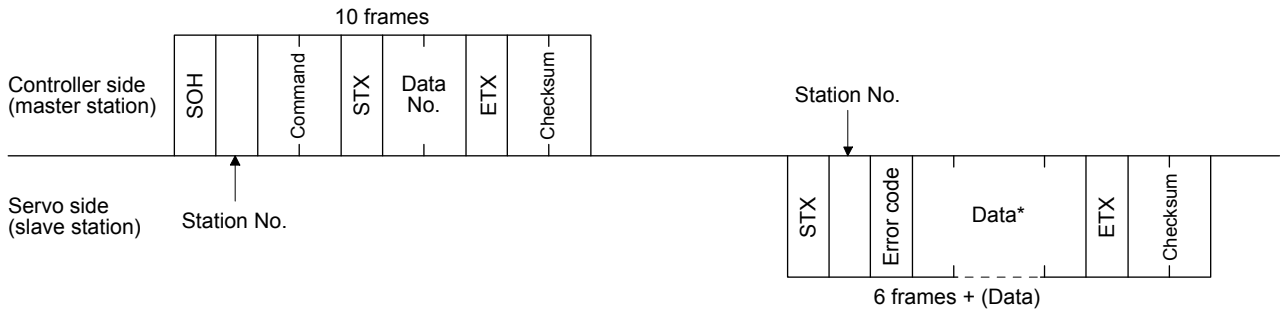 10 frames
Controller side
(master station)
SOH
Command
STX
Data
No.
ETX
Checksum
Station No.
Servo side
(slave station)
Station No.
STX
Error code
Data*
ETX
Checksum
6 frames + (Data)